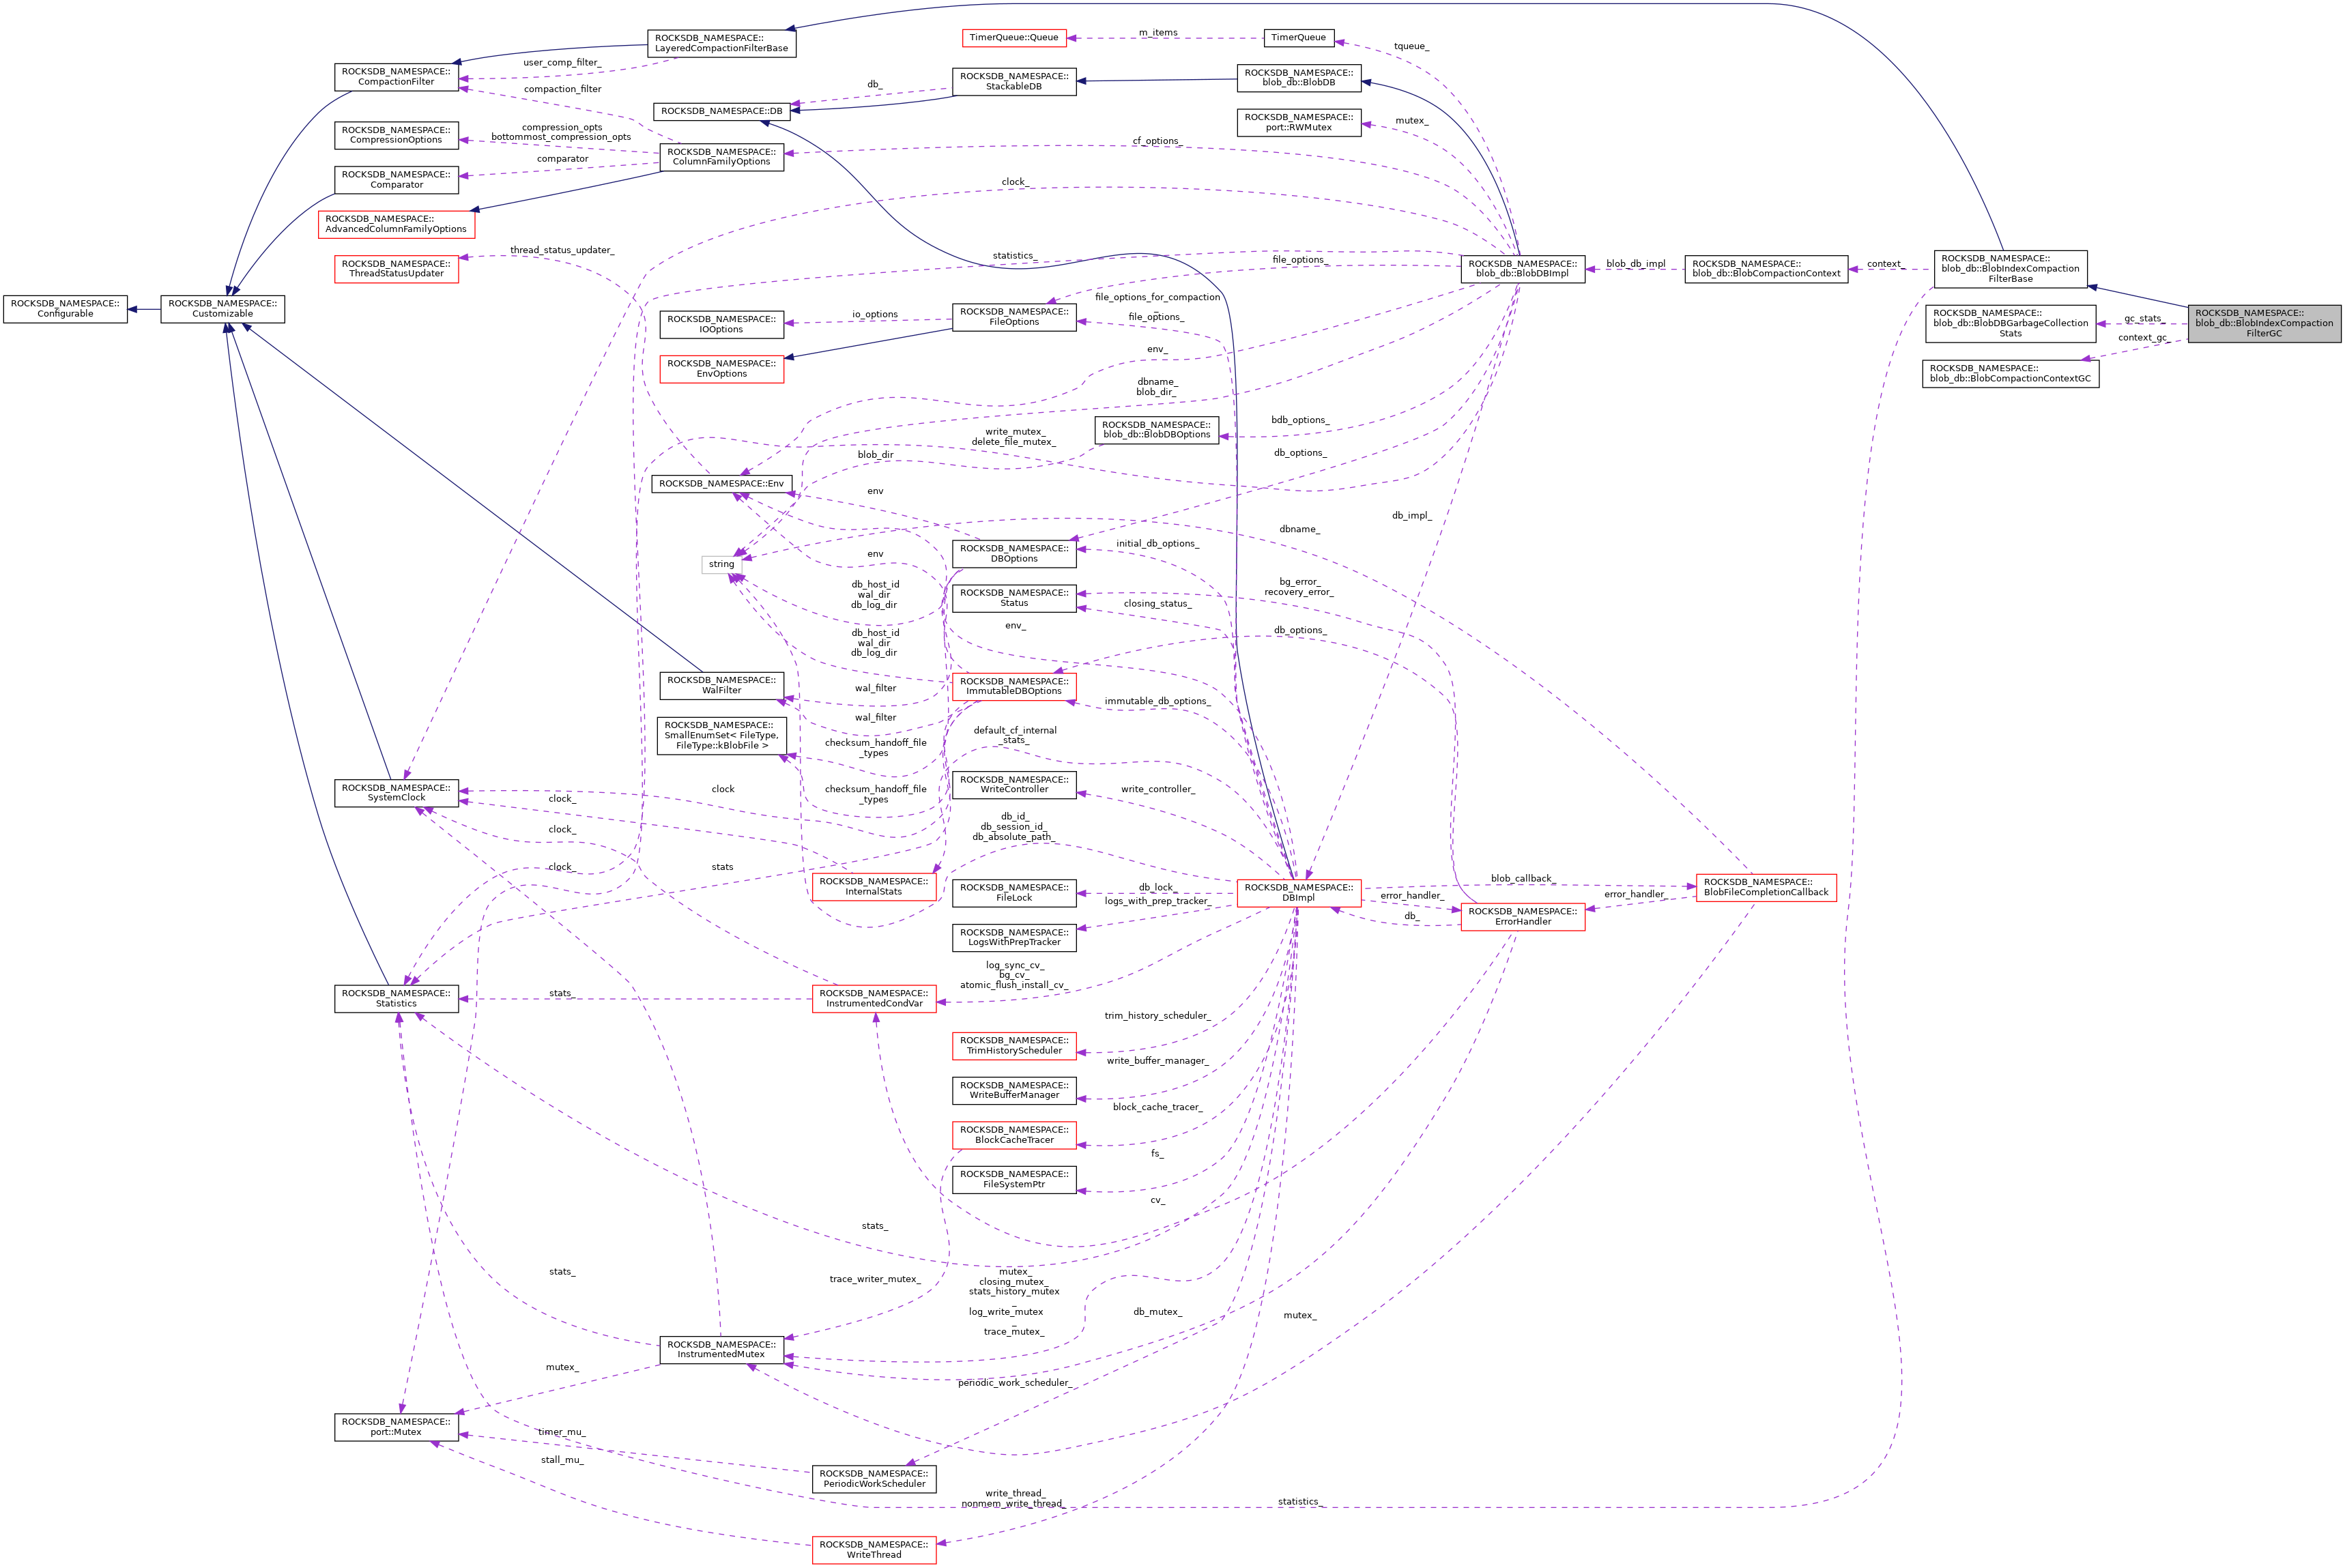 ROCKSDB_NAMESPACE::
LayeredCompactionFilterBase
TimerQueue::Queue
m_items
TimerQueue
tqueue_
user_comp_filter_
ROCKSDB_NAMESPACE::
CompactionFilter
compaction_filter
db_
ROCKSDB_NAMESPACE::
StackableDB
ROCKSDB_NAMESPACE::
blob_db::BlobDB
ROCKSDB_NAMESPACE::DB
ROCKSDB_NAMESPACE::
port::RWMutex
mutex_
ROCKSDB_NAMESPACE::
CompressionOptions
compression_opts
bottommost_compression_opts
ROCKSDB_NAMESPACE::
ColumnFamilyOptions
cf_options_
comparator
ROCKSDB_NAMESPACE::
Comparator
clock_
ROCKSDB_NAMESPACE::
AdvancedColumnFamilyOptions
thread_status_updater_
ROCKSDB_NAMESPACE::
ThreadStatusUpdater
statistics_
file_options_
ROCKSDB_NAMESPACE::
blob_db::BlobDBImpl
blob_db_impl
ROCKSDB_NAMESPACE::
blob_db::BlobCompactionContext
context_
ROCKSDB_NAMESPACE::
blob_db::BlobIndexCompaction
FilterBase
ROCKSDB_NAMESPACE::
Configurable
ROCKSDB_NAMESPACE::
Customizable
ROCKSDB_NAMESPACE::
IOOptions
io_options
ROCKSDB_NAMESPACE::
FileOptions
file_options_for_compaction
_
file_options_
ROCKSDB_NAMESPACE::
blob_db::BlobDBGarbageCollection
Stats
gc_stats_
context_gc_
ROCKSDB_NAMESPACE::
blob_db::BlobIndexCompaction
FilterGC
ROCKSDB_NAMESPACE::
blob_db::BlobCompactionContextGC
ROCKSDB_NAMESPACE::
EnvOptions
env_
dbname_
blob_dir_
ROCKSDB_NAMESPACE::
blob_db::BlobDBOptions
bdb_options_
write_mutex_
delete_file_mutex_
blob_dir
db_options_
ROCKSDB_NAMESPACE::Env
env
db_impl_
dbname_
ROCKSDB_NAMESPACE::
DBOptions
initial_db_options_
string
env
db_host_id
wal_dir
db_log_dir
ROCKSDB_NAMESPACE::
Status
closing_status_
bg_error_
recovery_error_
env_
db_options_
db_host_id
wal_dir
db_log_dir
ROCKSDB_NAMESPACE::
WalFilter
wal_filter
ROCKSDB_NAMESPACE::
ImmutableDBOptions
immutable_db_options_
wal_filter
ROCKSDB_NAMESPACE::
SmallEnumSet< FileType,
FileType::kBlobFile >
checksum_handoff_file
_types
default_cf_internal
_stats_
ROCKSDB_NAMESPACE::
SystemClock
clock_
clock
checksum_handoff_file
_types
ROCKSDB_NAMESPACE::
WriteController
write_controller_
clock_
db_id_
db_session_id_
db_absolute_path_
clock_
stats
ROCKSDB_NAMESPACE::
InternalStats
ROCKSDB_NAMESPACE::
FileLock
db_lock_
logs_with_prep_tracker_
ROCKSDB_NAMESPACE::
DBImpl
blob_callback_
error_handler_
db_
ROCKSDB_NAMESPACE::
ErrorHandler
error_handler_
ROCKSDB_NAMESPACE::
BlobFileCompletionCallback
ROCKSDB_NAMESPACE::
LogsWithPrepTracker
log_sync_cv_
bg_cv_
atomic_flush_install_cv_
ROCKSDB_NAMESPACE::
Statistics
stats_
ROCKSDB_NAMESPACE::
InstrumentedCondVar
trim_history_scheduler_
ROCKSDB_NAMESPACE::
TrimHistoryScheduler
write_buffer_manager_
ROCKSDB_NAMESPACE::
WriteBufferManager
block_cache_tracer_
ROCKSDB_NAMESPACE::
BlockCacheTracer
fs_
ROCKSDB_NAMESPACE::
FileSystemPtr
cv_
stats_
stats_
trace_writer_mutex_
mutex_
closing_mutex_
stats_history_mutex
_
log_write_mutex
_
trace_mutex_
db_mutex_
mutex_
ROCKSDB_NAMESPACE::
InstrumentedMutex
mutex_
periodic_work_scheduler_
ROCKSDB_NAMESPACE::
port::Mutex
timer_mu_
stall_mu_
ROCKSDB_NAMESPACE::
PeriodicWorkScheduler
write_thread_
nonmem_write_thread_
statistics_
ROCKSDB_NAMESPACE::
WriteThread